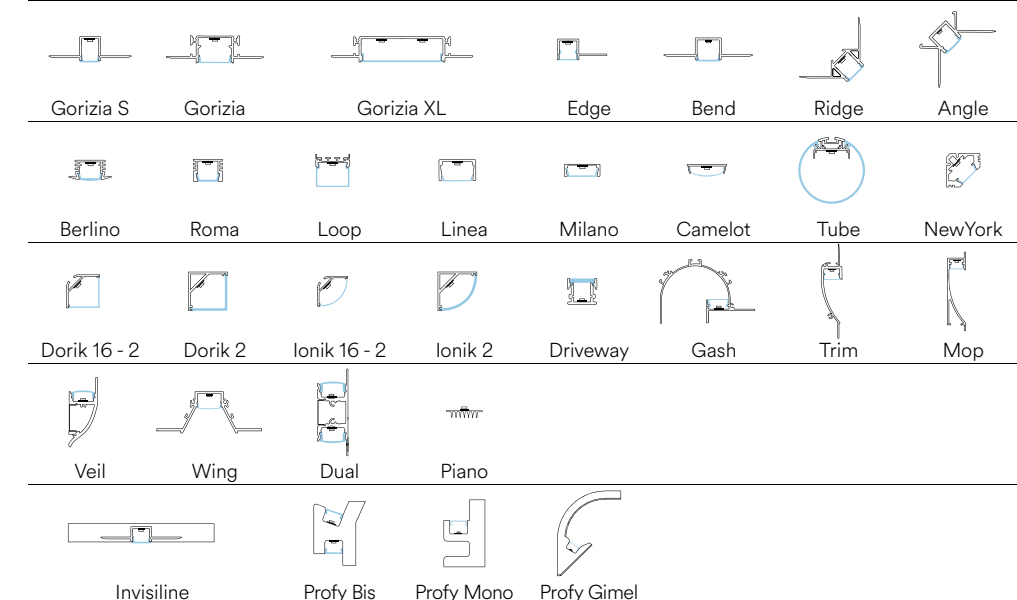 Gorizia S Gorizia Gorizia XL Edge Bend Ridge Angle
Berlino Roma Loop Linea Milano Camelot Tube NewYork
Dorik 16 - 2 Dorik 2 Ionik 16 - 2 Ionik 2 Driveway Gash Trim Mop
Veil Wing Dual Piano
Invisiline Profy Bis Profy Mono Profy Gimel